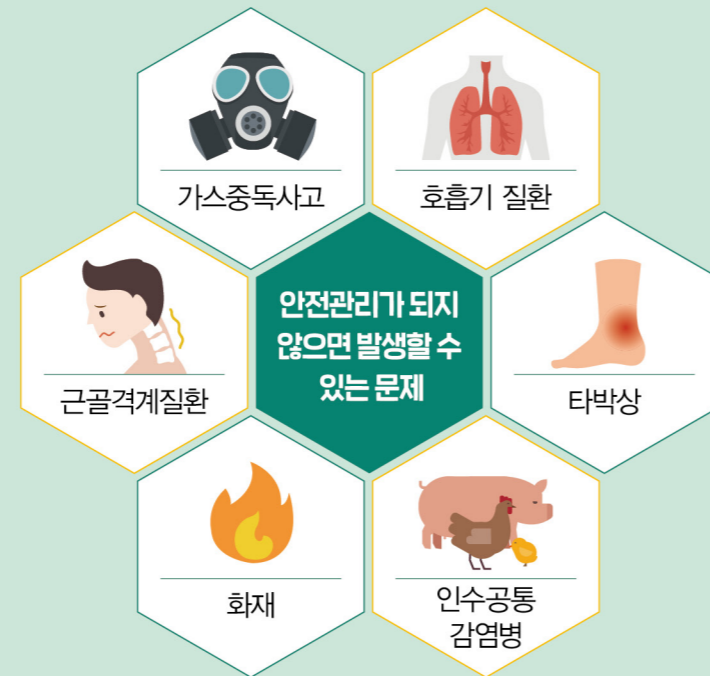 가스중독사고
호흡기 질환
근골격계질환
안전관리가 되지
않으면 발생할 수
있는 문제
타박상
화재
인수공통
감염병